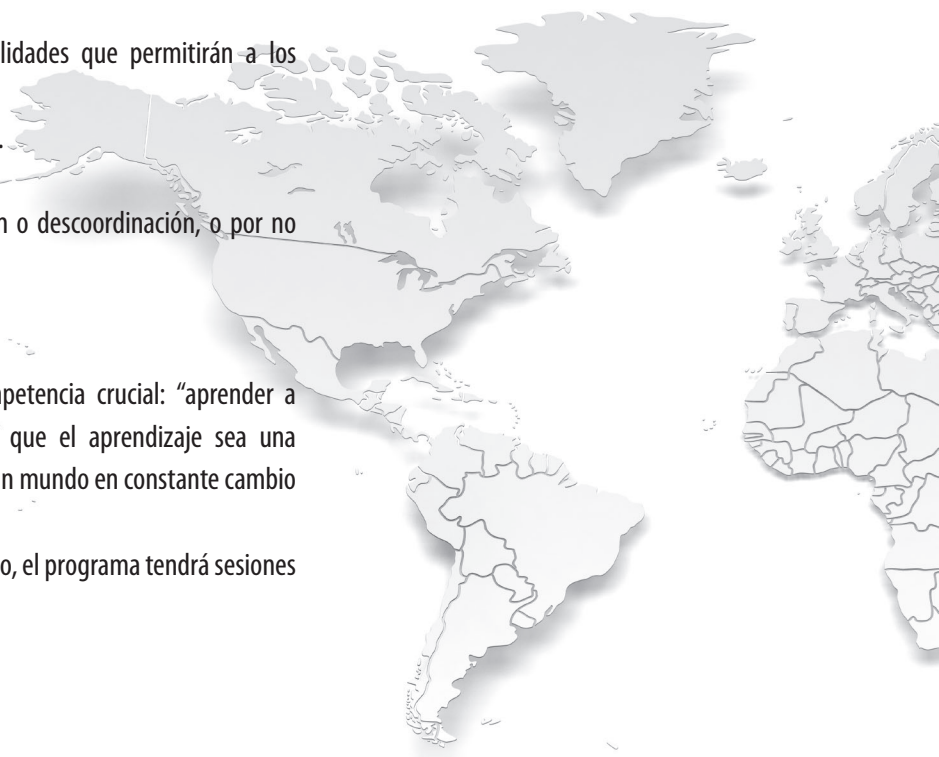 lidades que permitirán a los
.
n o descoordinación, o por no
petencia crucial: “aprender a
que el aprendizaje sea una
n mundo en constante cambio
o, el programa tendrá sesiones